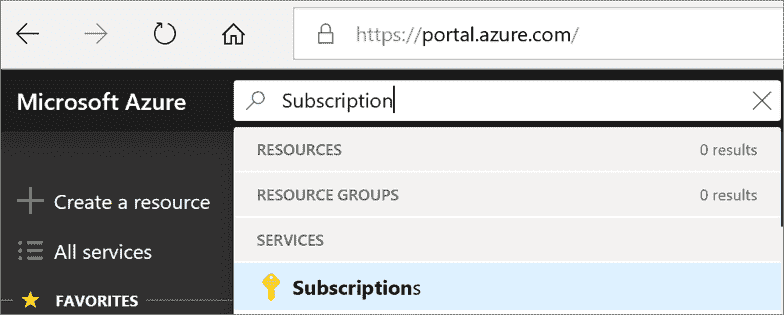 https://portal.azure.com/
Microsoft Azure
Subscription
RESOURCES 0 results
RESOURCE GROUPS 0 results
Create a resource
SERVICES
All services
Subscriptions
FAVORITES